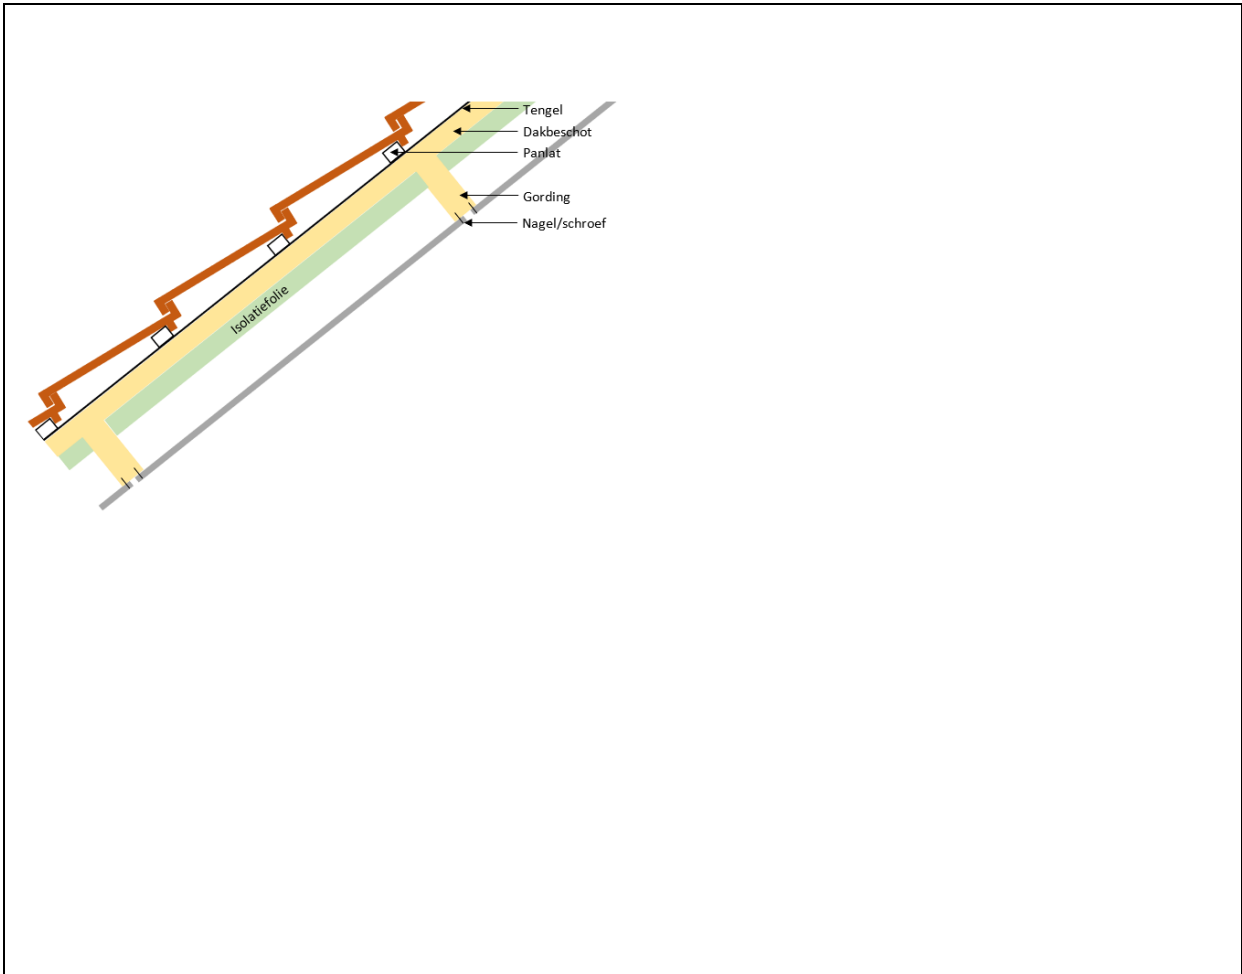 Tengel
Dakbeschot
Panlat
Gording
Nagel/schroef
Isolatiefolie